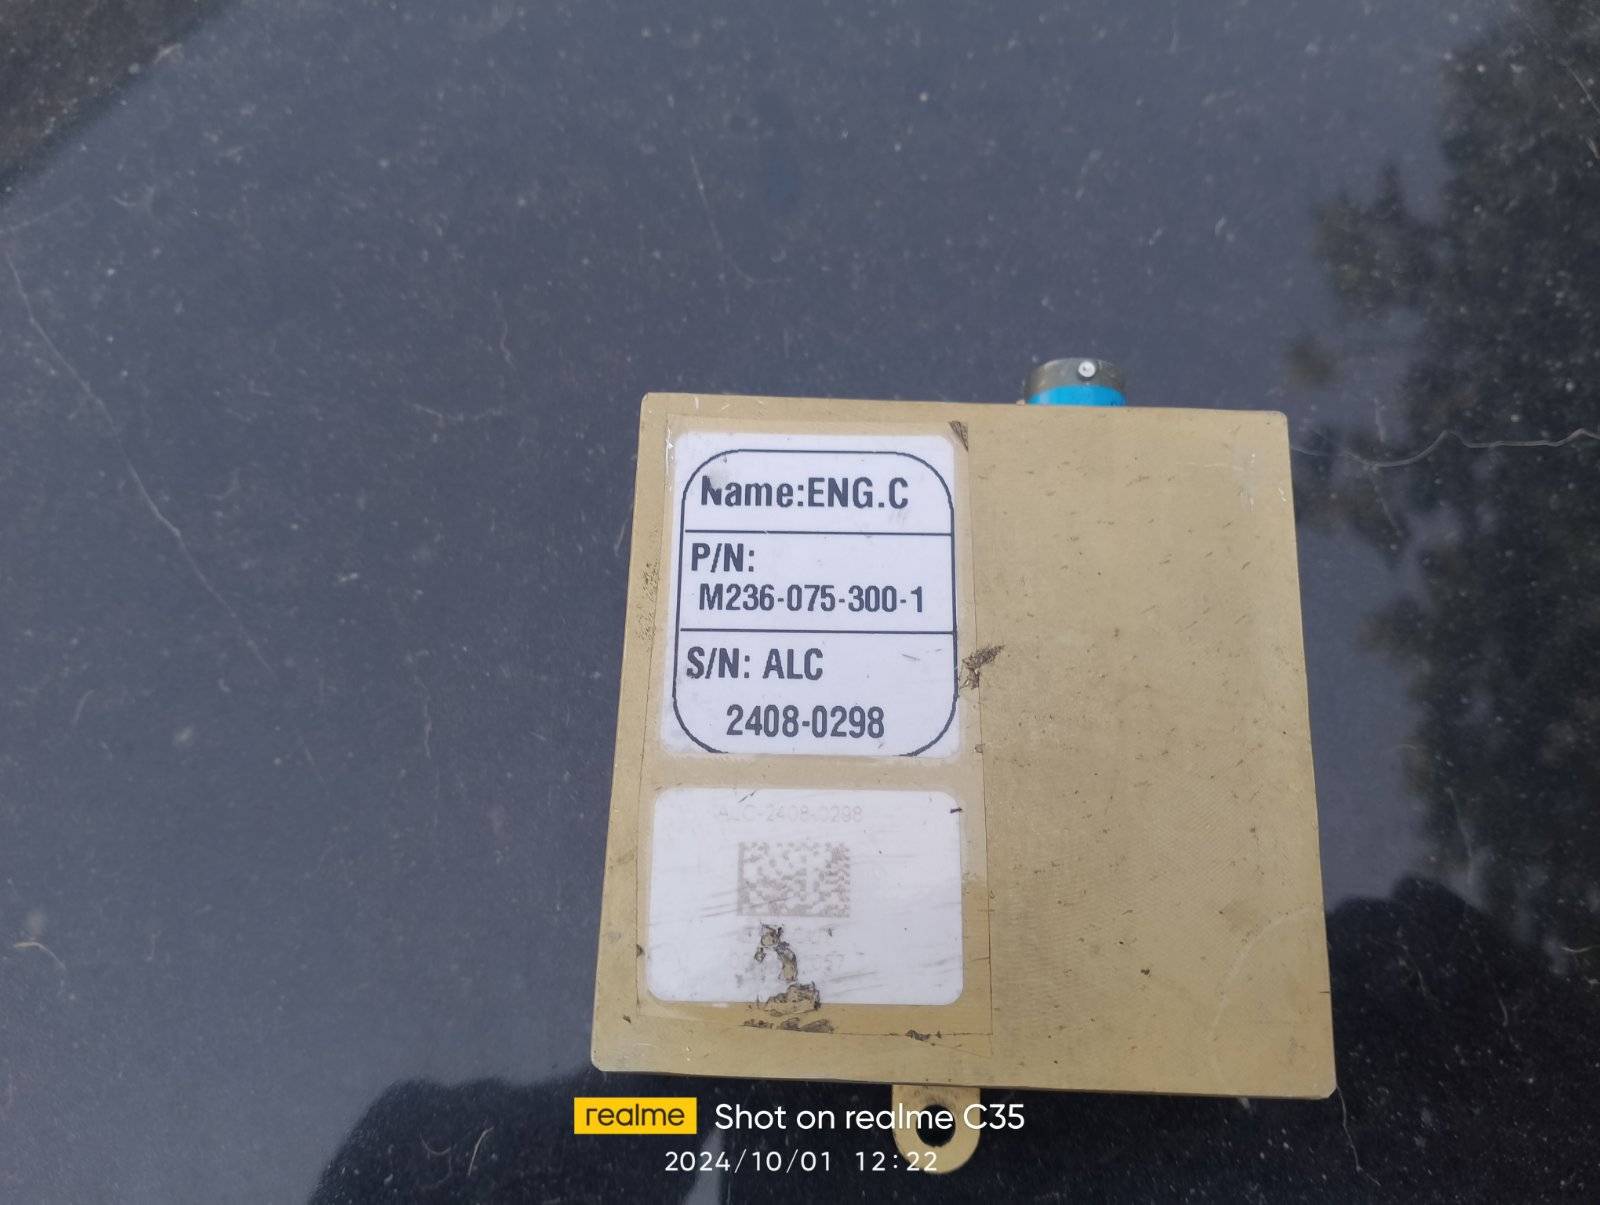 Name:ENG.C
P/N:
M236-075-300-1
S/N: ALC
2408-0298
ALC-2408-0298
realme Shot on realme C35
2024/10/01 12:22